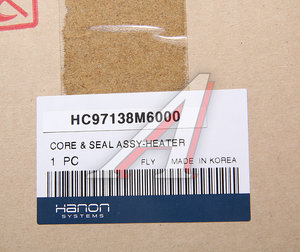 HC97138M6000
CORE & SEAL ASSY-HEATER
1 PC FLY MADE IN KOREA
Hanon
SYSTEMS